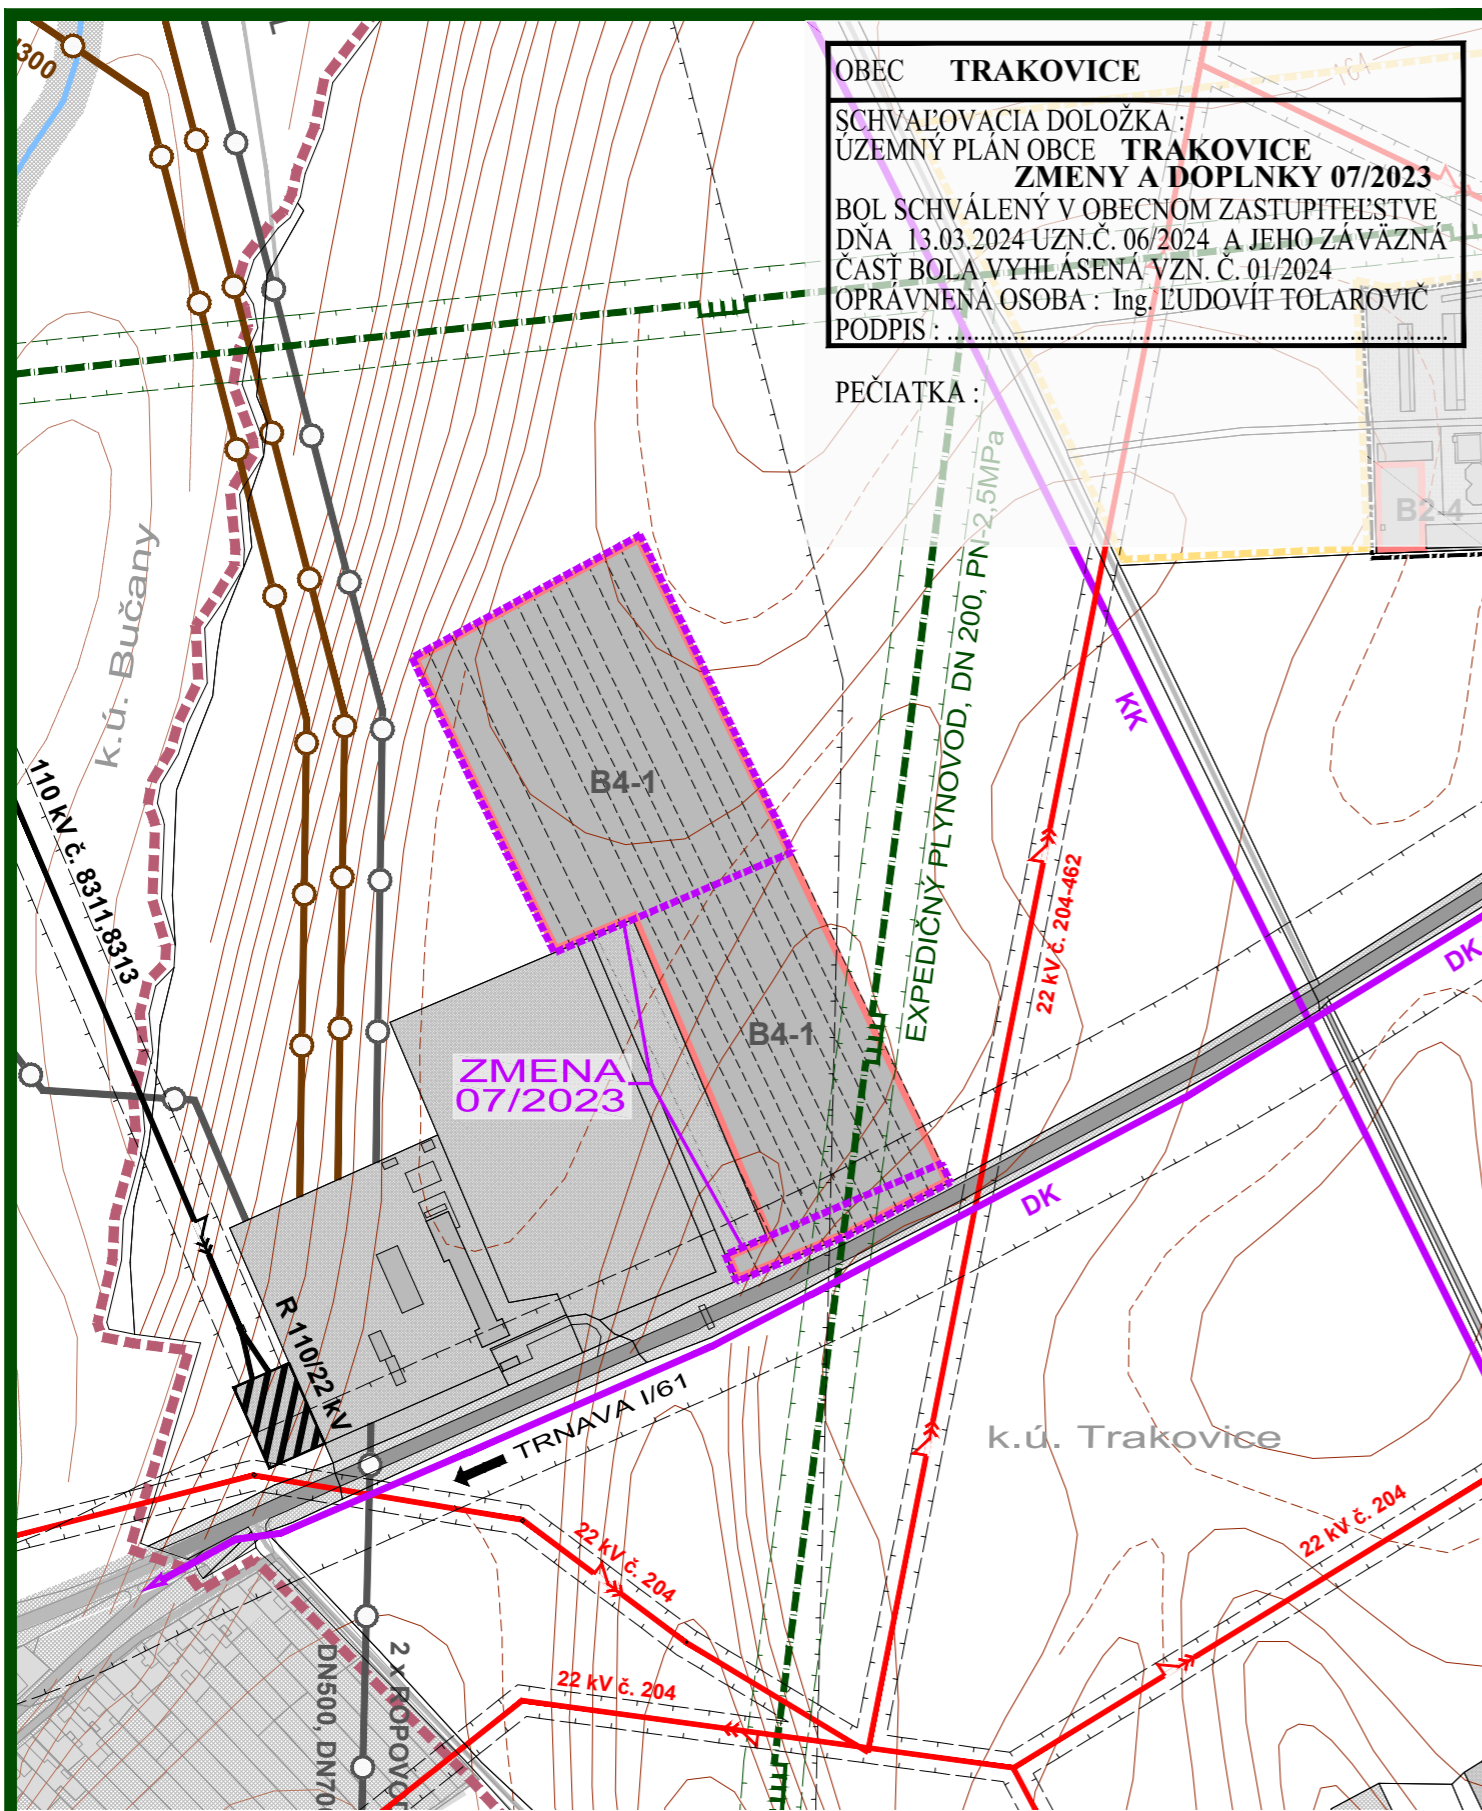 OBEC TRAKOVICE
SCHVAĽOVACIA DOLOŽKA :
ÚZEMNÝ PLÁN OBCE TRAKOVICE
ZMENY A DOPLNKY 07/2023
BOL SCHVÁLENÝ V OBECNOM ZASTUPITEĽSTVE
DŇA 13.03.2024 UZN.Č. 06/2024 A JEHO ZÁVÄZNÁ
ČASŤ BOLA VYHLÁSENÁ VZN. Č. 01/2024
OPRÁVNENÁ OSOBA : Ing. ĽUDOVÍT TOLAROVIČ
PODPIS :
PEČIATKA :
164
B2-4
k.ú. Bučany
110 kV č. 8311,8313
B4-1
B4-1
EXPEDIČNÝ PLYNOVOD, DN 200, PN-2,5MPa
KK
22 kV č. 204-462
DK
DK
ZMENA
07/2023
R 110/22 kV
TRNAVA I/61
k.ú. Trakovice
22 kV č. 204
22 kV č. 204
22 kV č. 204
2 x ROPOVOD
DN500, DN700